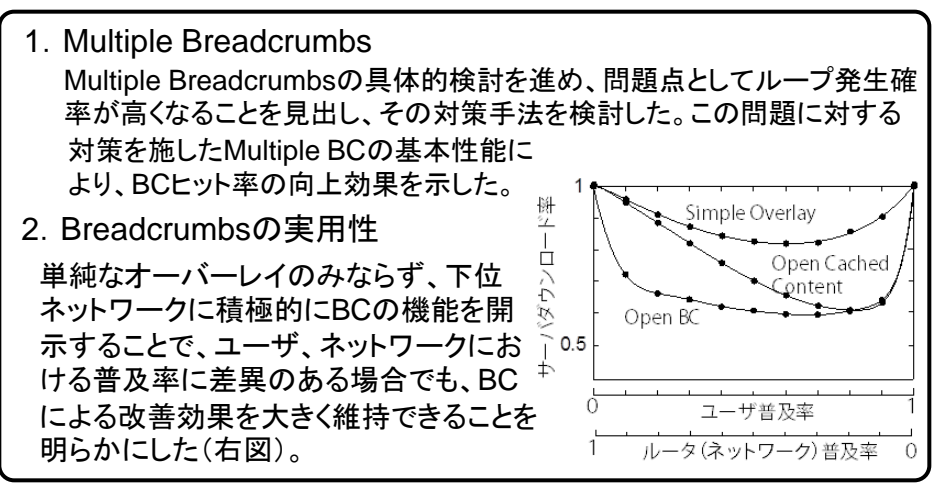 1. Multiple Breadcrumbs
Multiple Breadcrumbsの具体的検討を進め、問題点としてループ発生確
率が高くなることを見出し、その対策手法を検討した。この問題に対する
対策を施したMultiple BCの基本性能に
より、BCヒット率の向上効果を示した。
2. Breadcrumbsの実用性
単純なオーバーレイのみならず、下位
ネットワークに積極的にBCの機能を開
示することで、ユーザ、ネットワークにお
ける普及率に差異のある場合でも、BC
による改善効果を大きく維持できることを
明らかにした(右図)。
サーバダウンロード率
1
0.5
Simple Overlay
Open Cached
Content
Open BC
0
1
ユーザ普及率
1
0
ルータ(ネットワーク)普及率